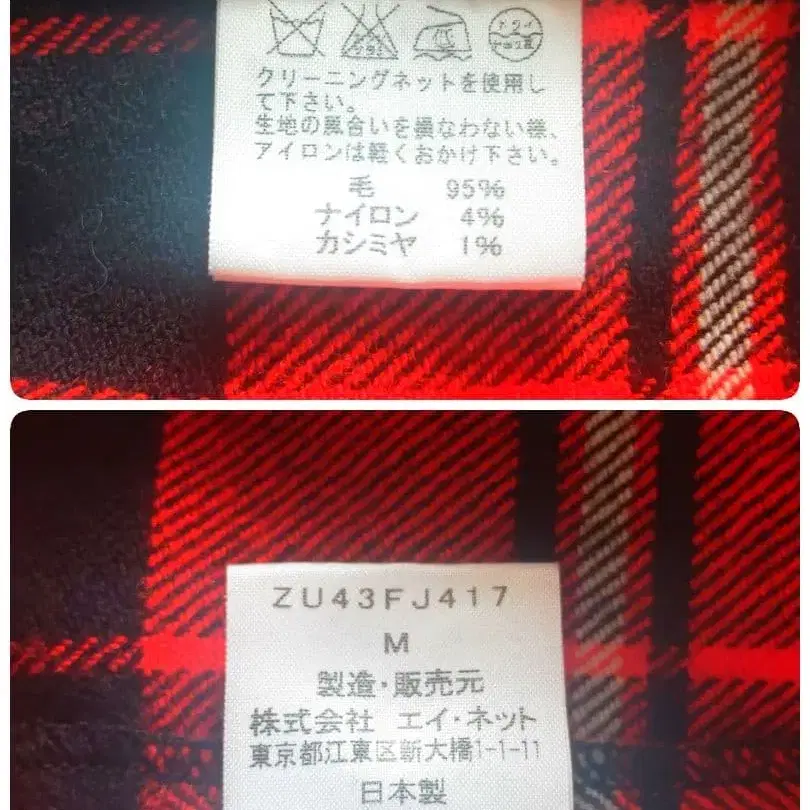 クリーニングネットを使用し
て下さい。
生地の風合いを損なわない様、
アイロンは軽くおかけ下さい。
毛 95%
ナイロン 4%
カシミヤ 1%
ZU43FJ417
M
製造・販売元
株式会社 エイ・ネット
東京都江東区新大橋1-1-11
日本製